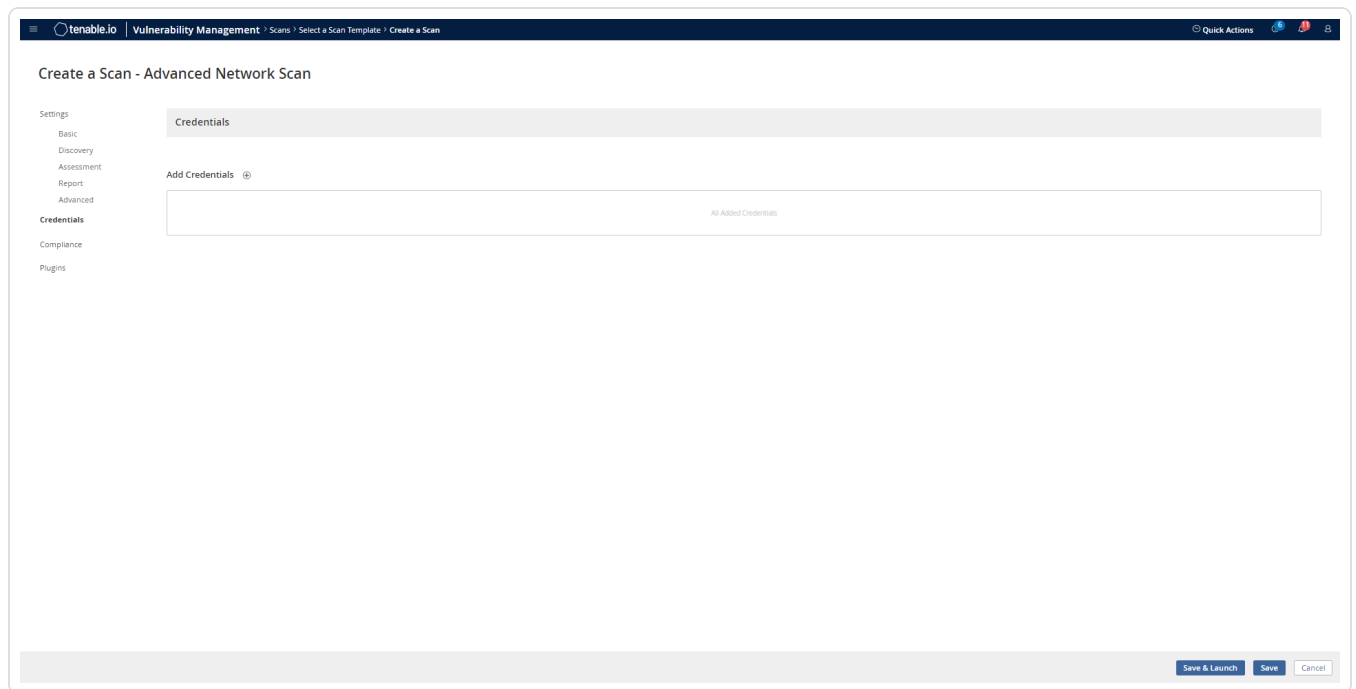 tenable.io Vulnerability Management > Scans > Select a Scan Template > Create a Scan Quick Actions 6 11
Create a Scan - Advanced Network Scan
Settings
Basic
Discovery
Assessment
Report
Advanced
Credentials
Compliance
Plugins
Credentials
Add Credentials
All Added Credentials
Save & Launch Save Cancel